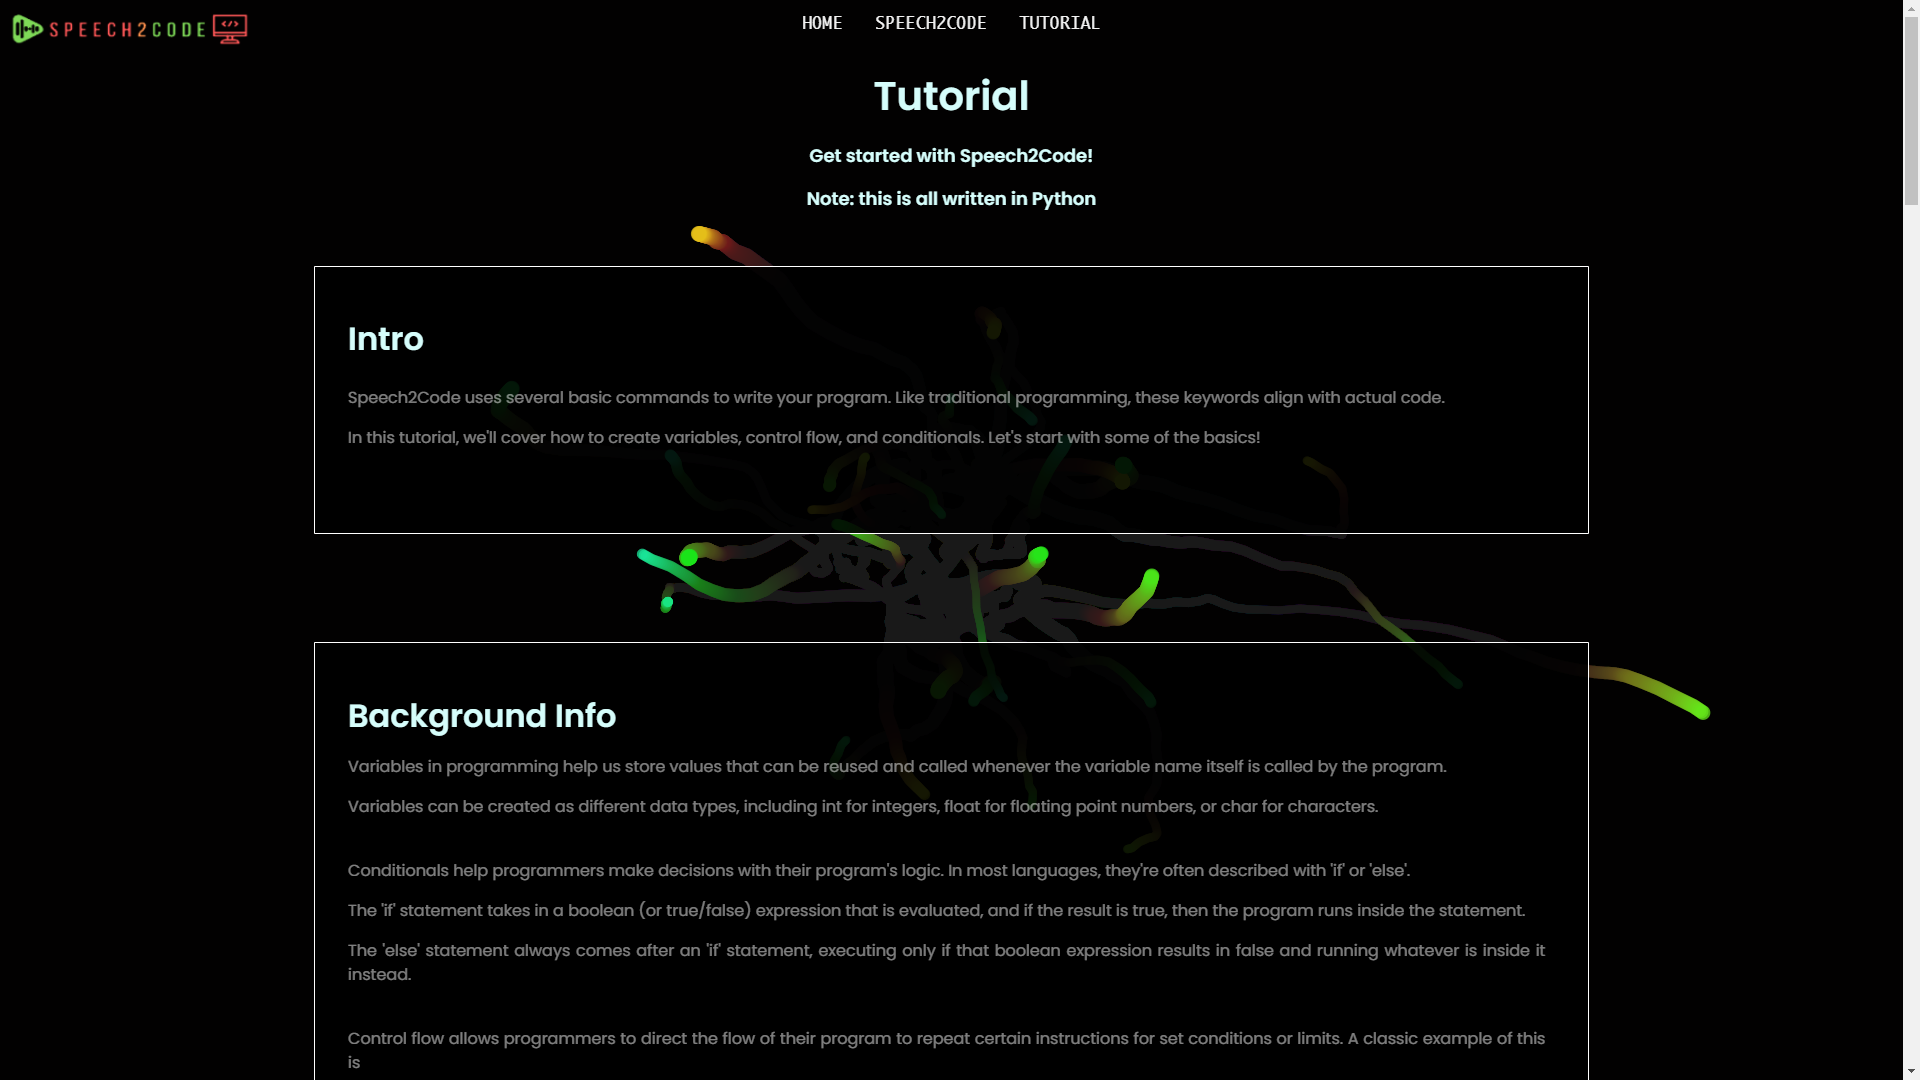 SPEECH2CODE </>
HOME SPEECH2CODE TUTORIAL
Tutorial
Get started with Speech2Code!
Note: this is all written in Python
Intro
Speech2Code uses several basic commands to write your program. Like traditional programming, these keywords align with actual code.
In this tutorial, we'll cover how to create variables, control flow, and conditionals. Let's start with some of the basics!
Background Info
Variables in programming help us store values that can be reused and called whenever the variable name itself is called by the program.
Variables can be created as different data types, including int for integers, float for floating point numbers, or char for characters.
Conditionals help programmers make decisions with their program's logic. In most languages, they're often described with 'if' or 'else'.
The 'if' statement takes in a boolean (or true/false) expression that is evaluated, and if the result is true, then the program runs inside the statement.
The 'else' statement always comes after an 'if' statement, executing only if that boolean expression results in false and running whatever is inside it
instead.
Control flow allows programmers to direct the flow of their program to repeat certain instructions for set conditions or limits. A classic example of this
is